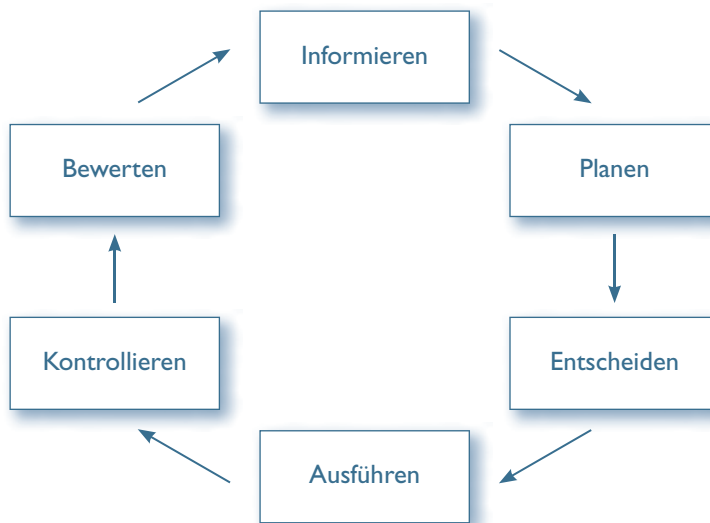 Informieren
Planen
Entscheiden
Ausführen
Kontrollieren
Bewerten